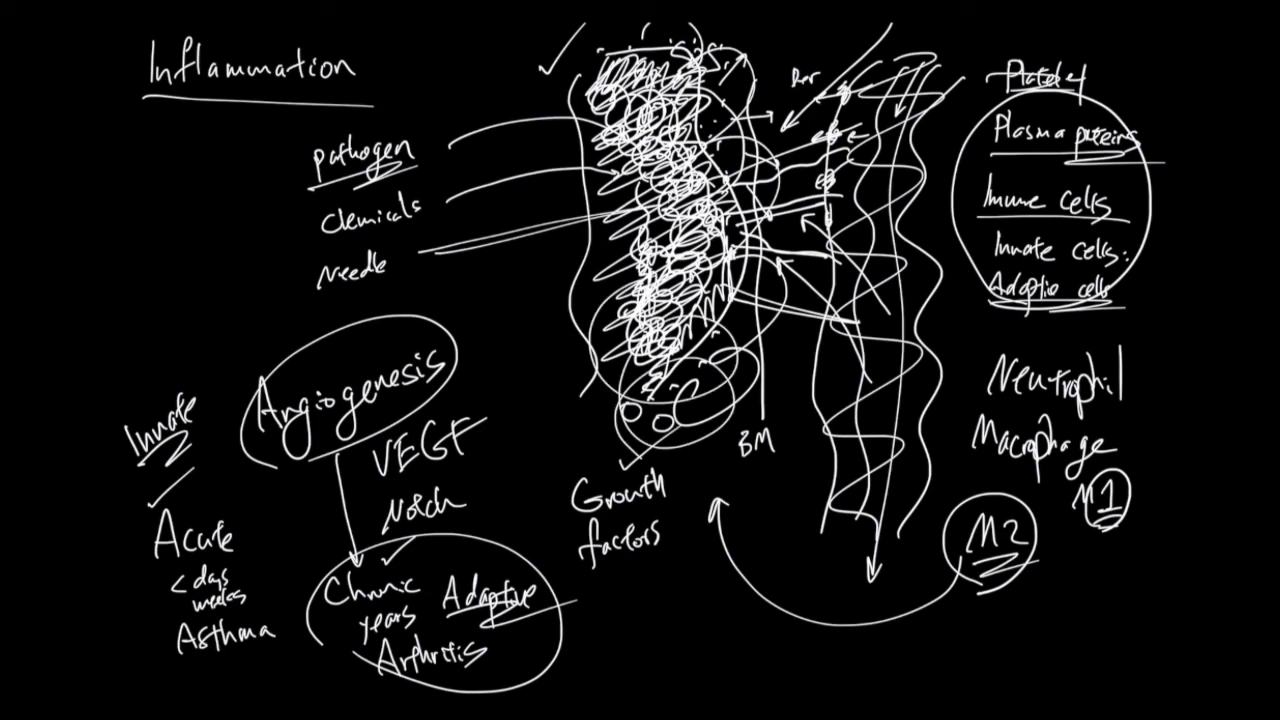 Inflammation
pathogen
chemicals
Needle
Platelet
Plasma proteins
Immune cells
Innate cells:
Adaptive cells
Neutrophil
Macrophage
M1
M2
BM
Growth
factors
Angiogenesis
VEGF
Notch
Innate
Acute
< days
weeks
Asthma
Chronic
years
Adaptive
Arthritis